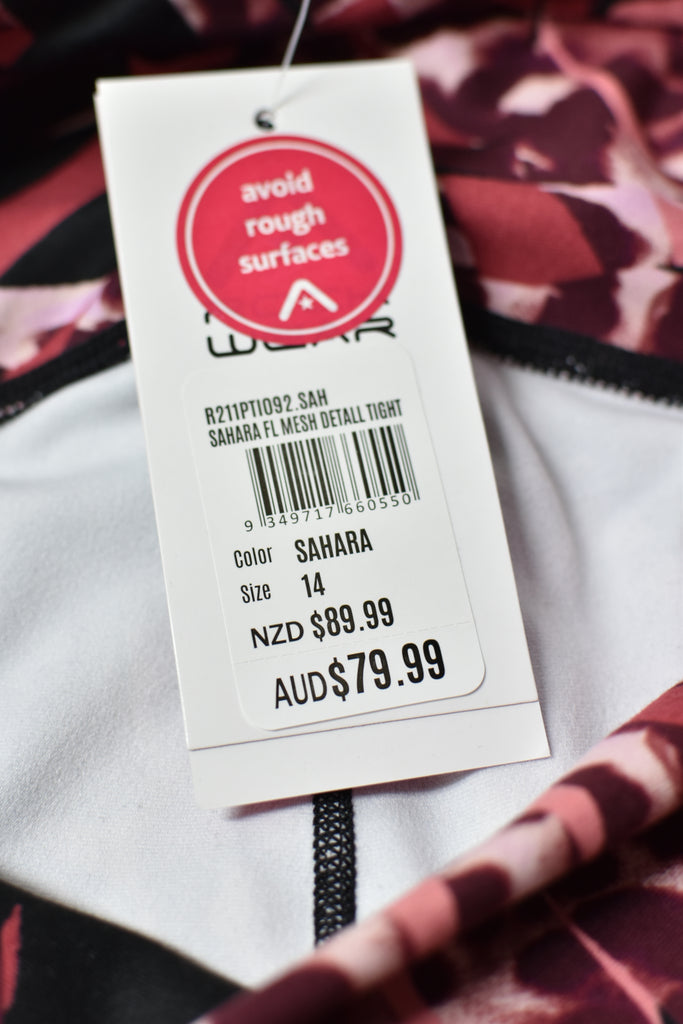 avoid
rough
surfaces
WEAR
R211PTI092.SAH
SAHARA FL MESH DETALL TIGHT
9 349717 660550
Color SAHARA
Size 14
NZD $89.99
AUD $79.99